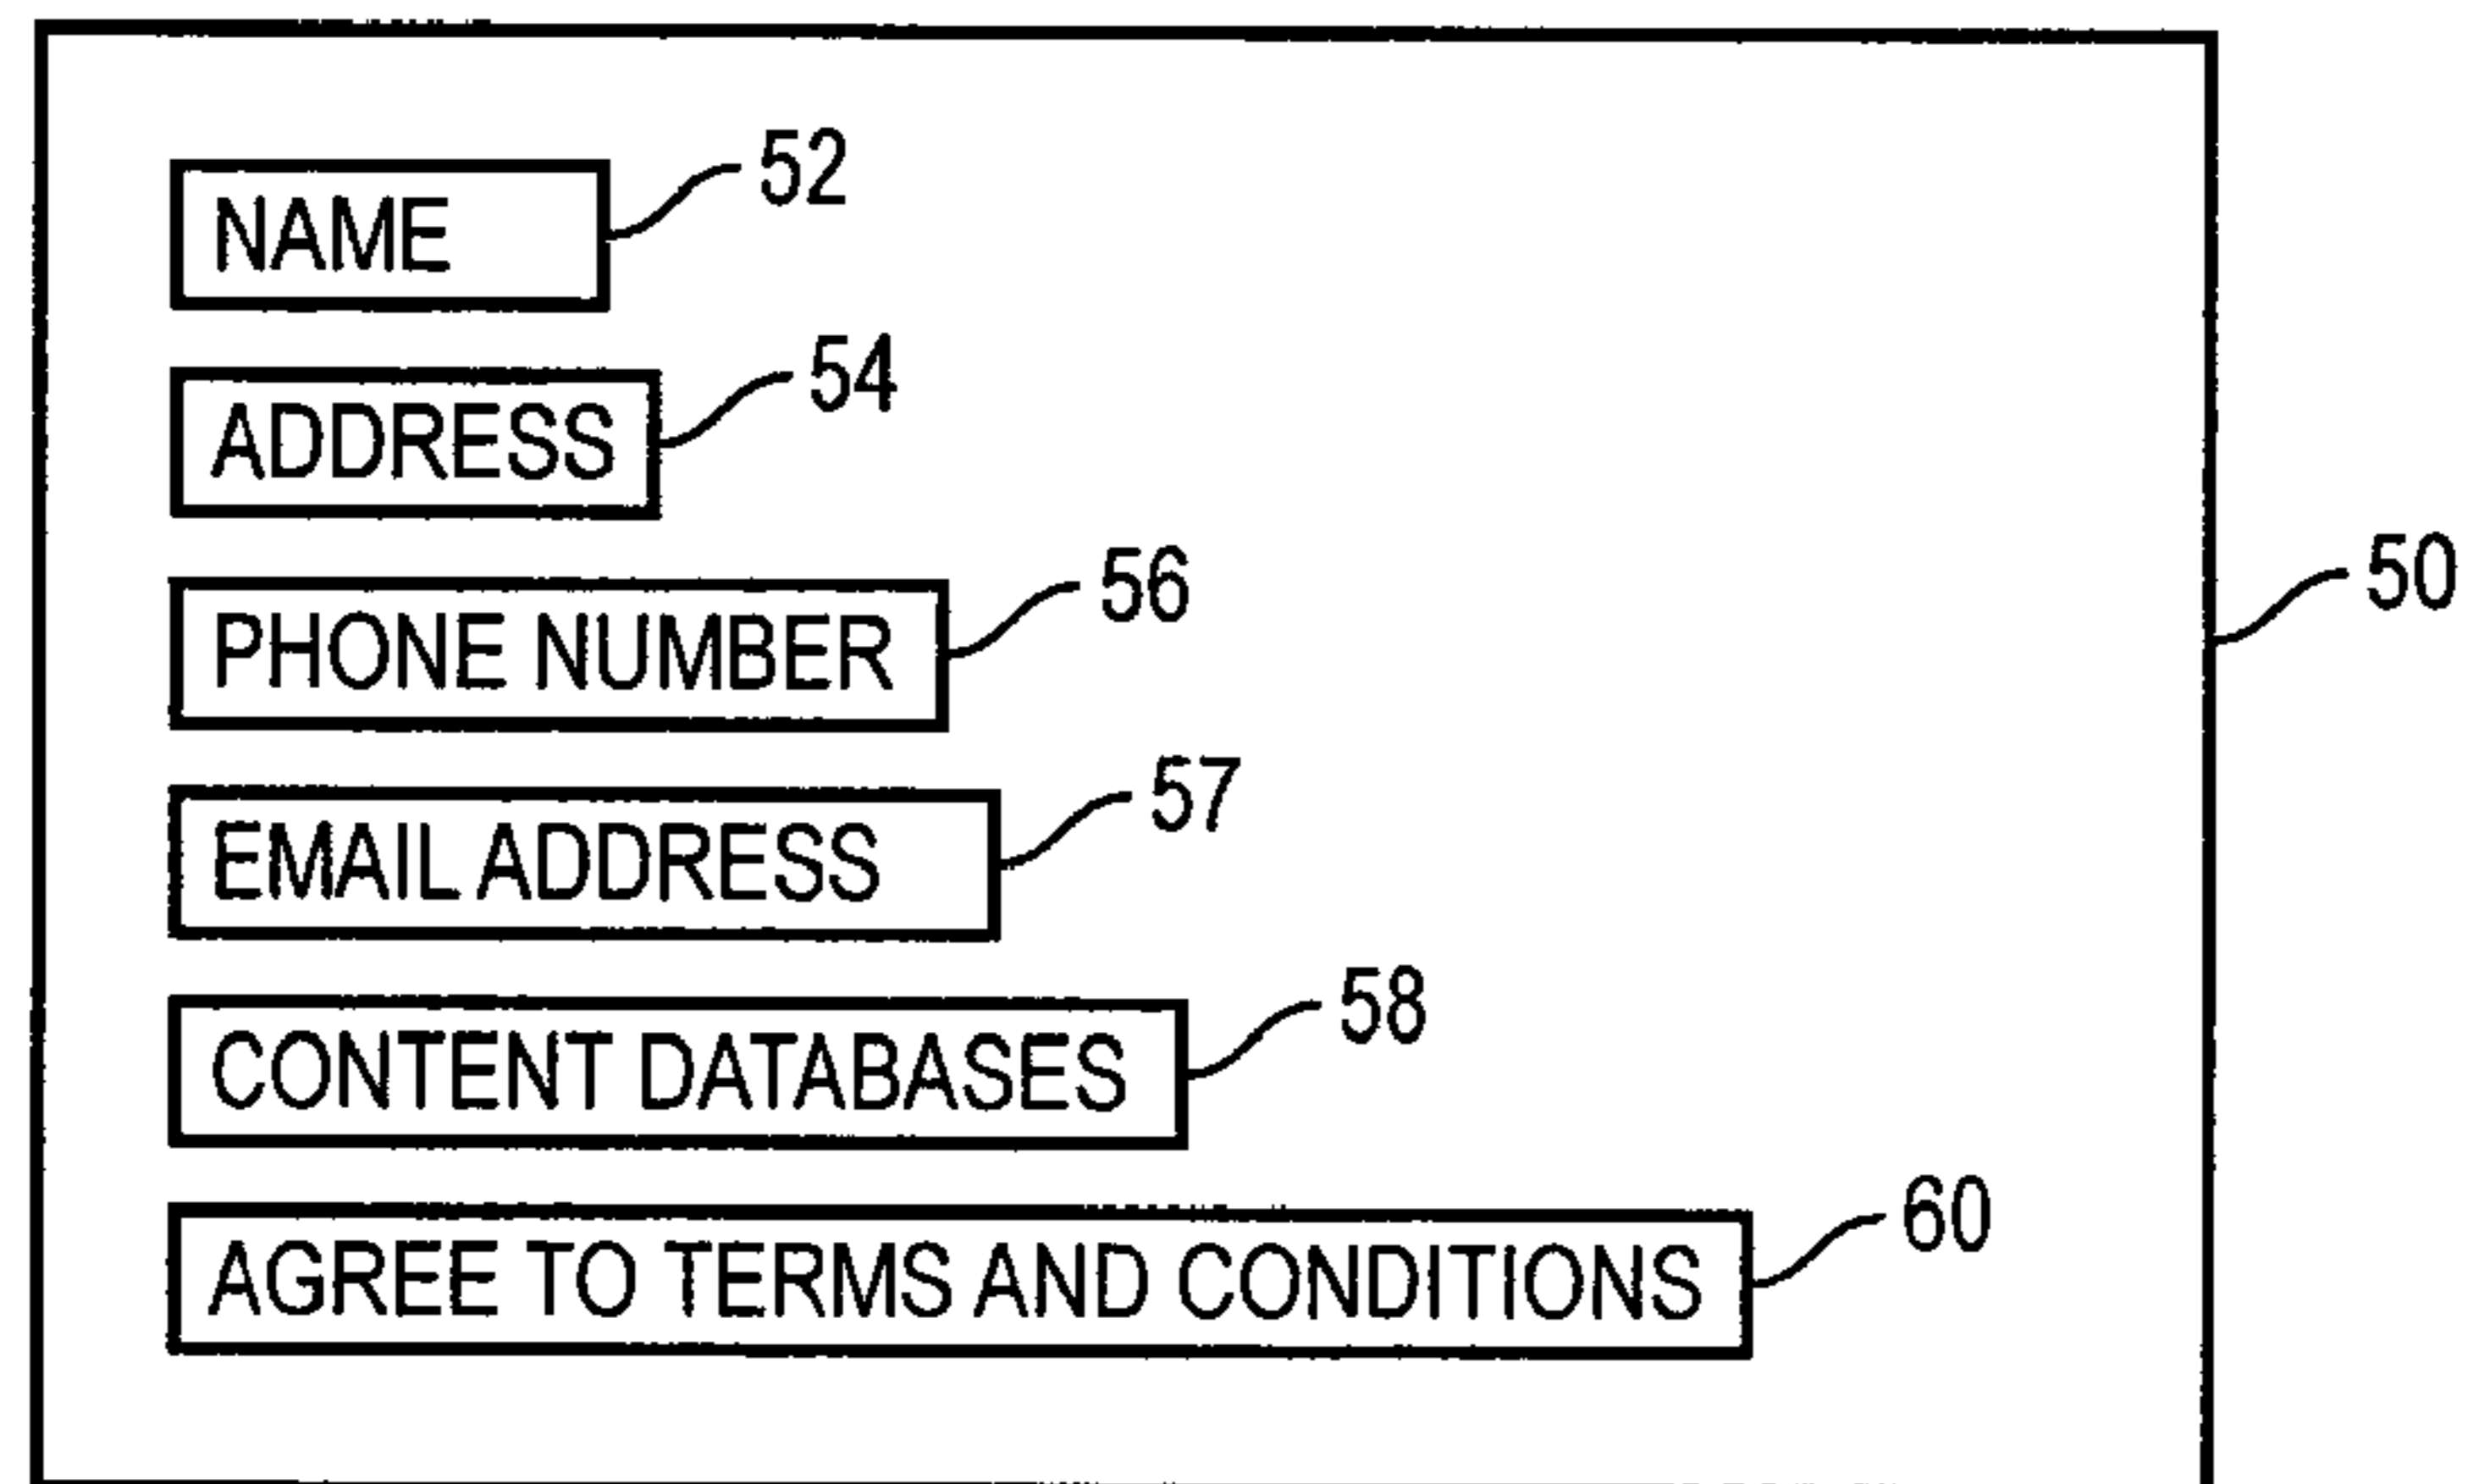 NAME 52
ADDRESS 54
PHONE NUMBER 56
50
EMAIL ADDRESS 57
CONTENT DATABASES 58
AGREE TO TERMS AND CONDITIONS 60